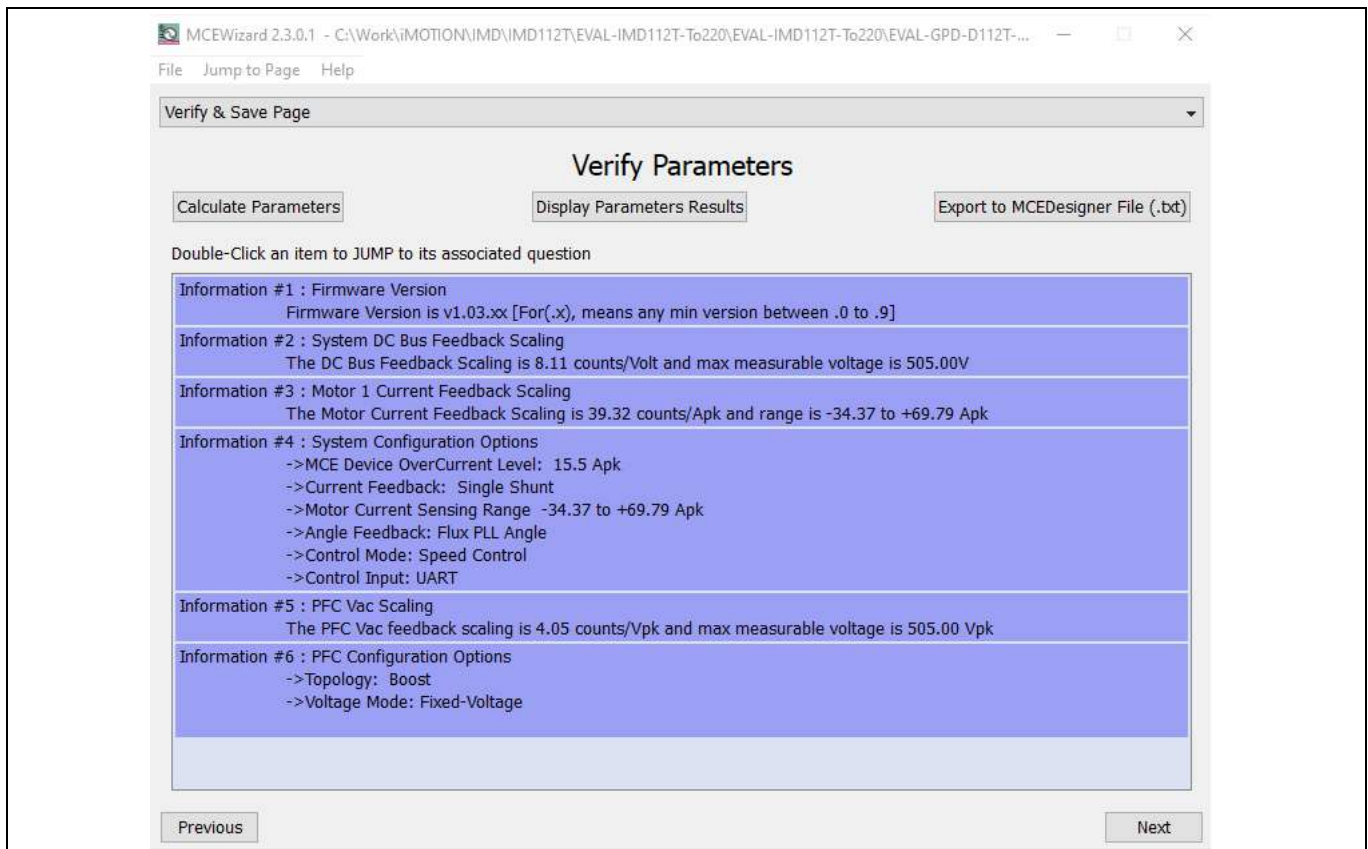 MCEWizard 2.3.0.1 - C:\Work\iMOTION\IMD\IMD112T\EVAL-IMD112T-To220\EVAL-IMD112T-To220\EVAL-GPD-D112T-...
File Jump to Page Help
Verify & Save Page
Verify Parameters
Calculate Parameters Display Parameters Results Export to MCEDesigner File (.txt)
Double-Click an item to JUMP to its associated question
Information #1 : Firmware Version
Firmware Version is v1.03.xx [For(.x), means any min version between .0 to .9]
Information #2 : System DC Bus Feedback Scaling
The DC Bus Feedback Scaling is 8.11 counts/Volt and max measurable voltage is 505.00V
Information #3 : Motor 1 Current Feedback Scaling
The Motor Current Feedback Scaling is 39.32 counts/Apk and range is -34.37 to +69.79 Apk
Information #4 : System Configuration Options
->MCE Device OverCurrent Level: 15.5 Apk
->Current Feedback: Single Shunt
->Motor Current Sensing Range -34.37 to +69.79 Apk
->Angle Feedback: Flux PLL Angle
->Control Mode: Speed Control
->Control Input: UART
Information #5 : PFC Vac Scaling
The PFC Vac feedback scaling is 4.05 counts/Vpk and max measurable voltage is 505.00 Vpk
Information #6 : PFC Configuration Options
->Topology: Boost
->Voltage Mode: Fixed-Voltage
Previous Next